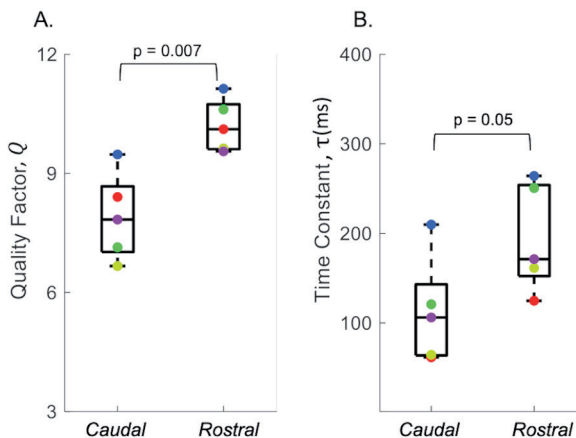 A.
12
9
6
3
Quality Factor, Q
p = 0.007
Caudal Rostral
B.
400
300
200
100
Time Constant, τ(ms)
p = 0.05
Caudal Rostral